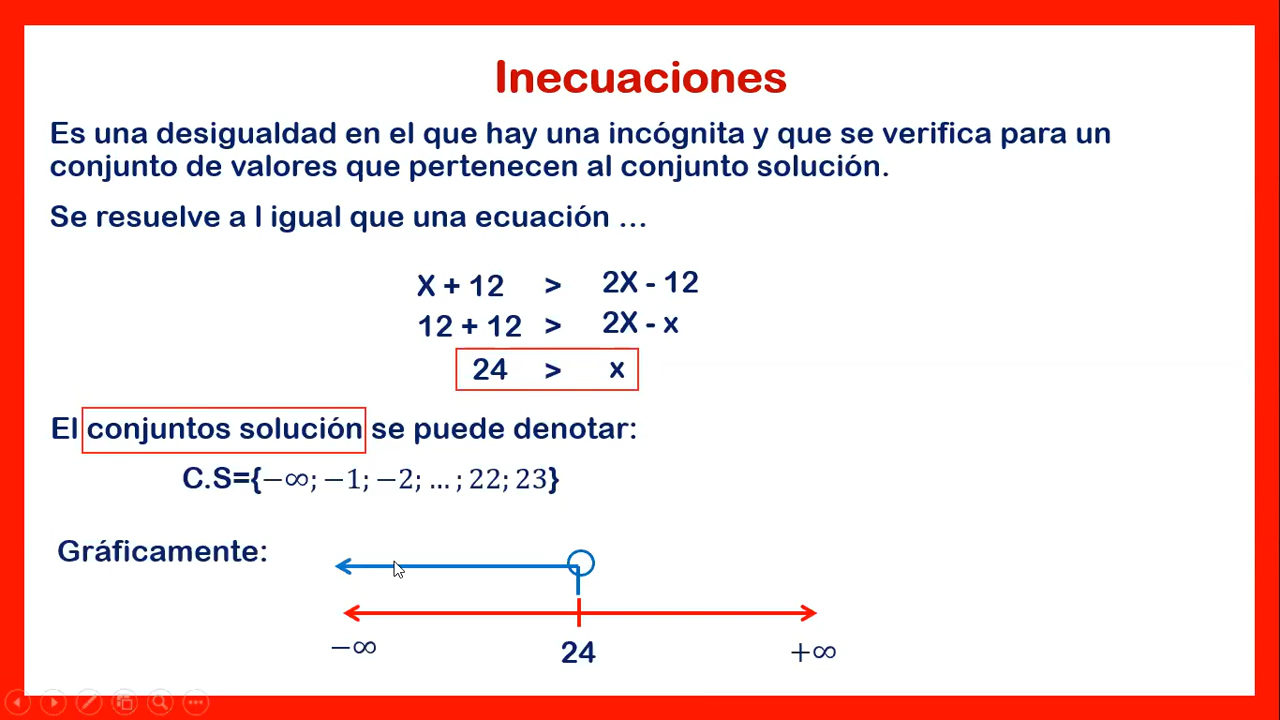 Inecuaciones
Es una desigualdad en el que hay una incógnita y que se verifica para un
conjunto de valores que pertenecen al conjunto solución.
Se resuelve a l igual que una ecuación ...
X + 12 > 2X - 12
12 + 12 > 2X - x
24 > x
El conjuntos solución se puede denotar:
C.S={−∞; −1; −2; … ; 22; 23}
Gráficamente:
−∞ 24 +∞